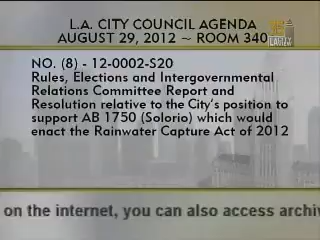 L.A. CITY COUNCIL AGENDA
AUGUST 29, 2012 ~ ROOM 340
NO. (8) - 12-0002-S20
Rules, Elections and Intergovernmental
Relations Committee Report and
Resolution relative to the City's position to
support AB 1750 (Solorio) which would
enact the Rainwater Capture Act of 2012
on the internet, you can also access archiv